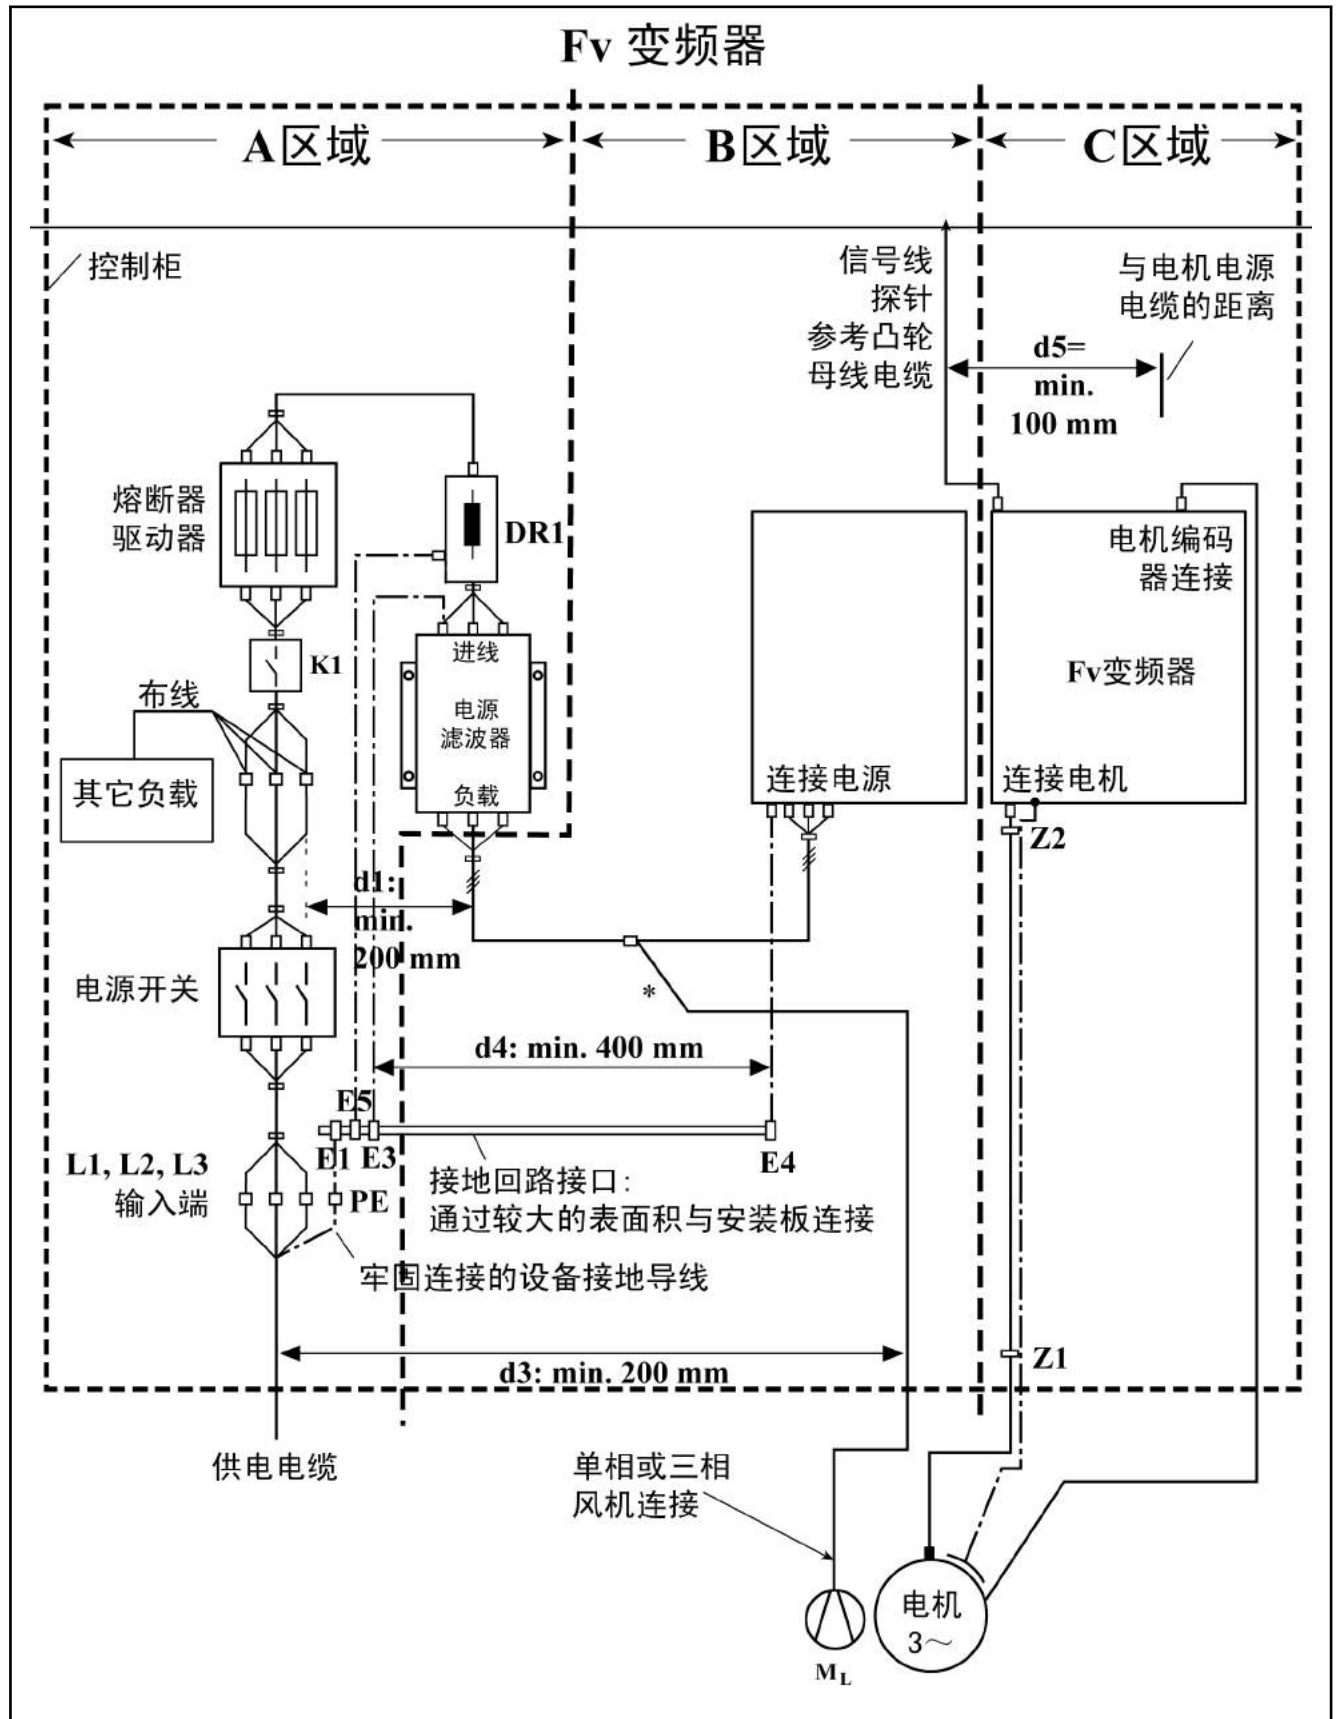 Fv 变频器
A区域
B区域
C区域
控制柜
信号线
探针
参考凸轮
母线电缆
与电机电源
电缆的距离
d5=
min.
100 mm
熔断器
驱动器
DR1
K1
布线
其它负载
进线
电源
滤波器
负载
连接电源
电机编码
器连接
Fv变频器
连接电机
Z2
d1:
min.
200 mm
电源开关
*
d4: min. 400 mm
E5
E1
E3
E4
L1, L2, L3
输入端
PE
接地回路接口：
通过较大的表面积与安装板连接
牢固连接的设备接地导线
Z1
d3: min. 200 mm
供电电缆
单相或三相
风机连接
电机
3～
ML